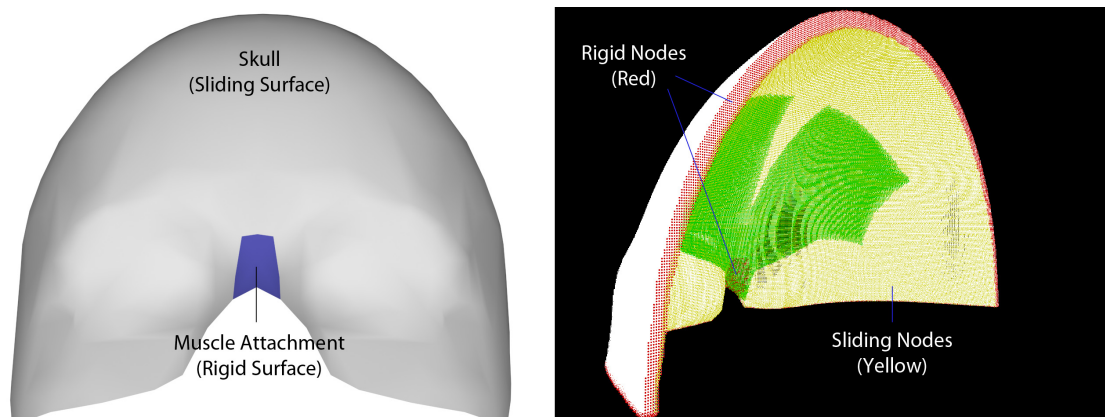 Skull
(Sliding Surface)
Muscle Attachment
(Rigid Surface)
Rigid Nodes
(Red)
Sliding Nodes
(Yellow)